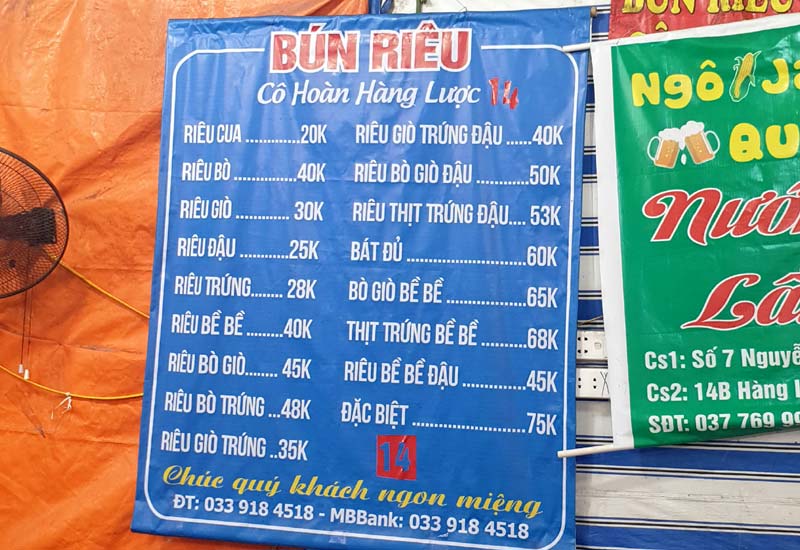 BÚN RIÊU
Cô Hoàn Hàng Lược 14
RIÊU CUA ............20K
RIÊU BÒ ..............40K
RIÊU GIÒ ............. 30K
RIÊU ĐẬU ............25K
RIÊU TRỨNG........ 28K
RIÊU BỀ BỀ ..........40K
RIÊU BÒ GIÒ...... 45K
RIÊU BÒ TRỨNG ...48K
RIÊU GIÒ TRỨNG ..35K
RIÊU GIÒ TRỨNG ĐẬU ......40K
RIÊU BÒ GIÒ ĐẬU .........50K
RIÊU THỊT TRỨNG ĐẬU.... 53K
BÁT ĐỦ ..................60K
BÒ GIÒ BỀ BỀ ............65K
THỊT TRỨNG BỀ BỀ ........68K
RIÊU BỀ BỀ ĐẬU ..........45K
ĐẶC BIỆT .................75K
14
Chúc quý khách ngon miệng
ĐT: 033 918 4518 - MBBank: 033 918 4518
BÚN RIÊU
Ngô
QU
Nướ
Lẩ
Cs1: Số 7 Nguyễ
Cs2: 14B Hàng
SĐT: 037 769